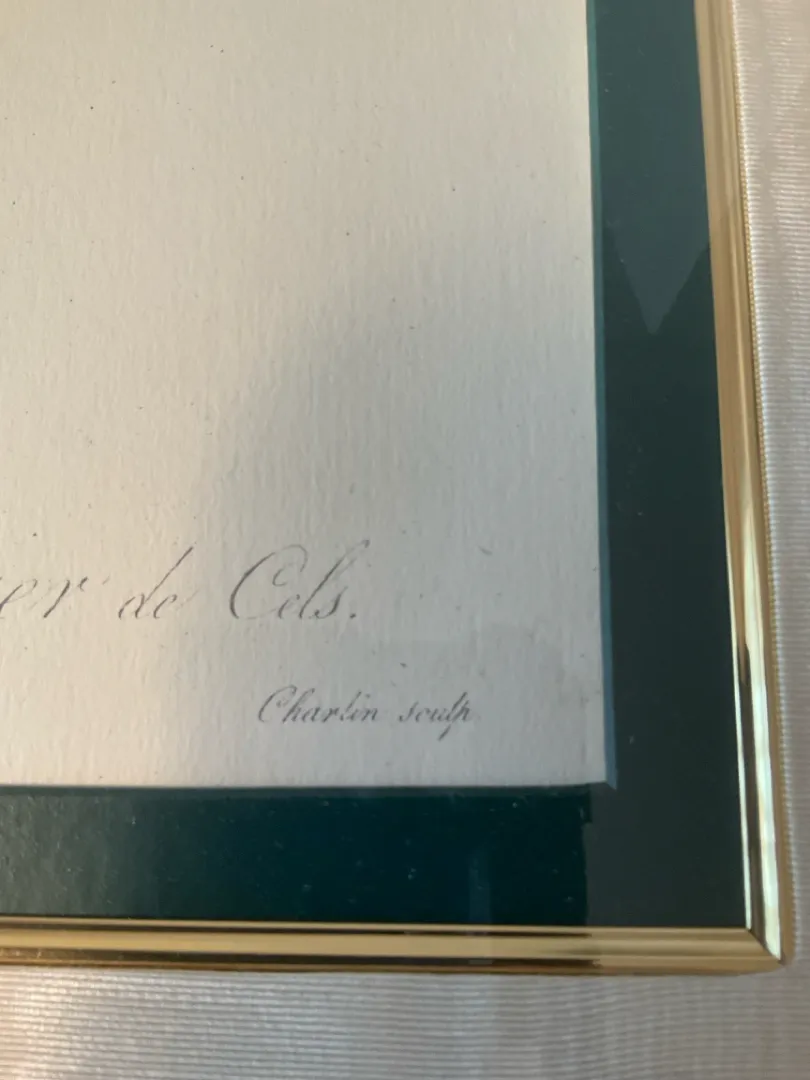 er de Cels.
Charlin sculp